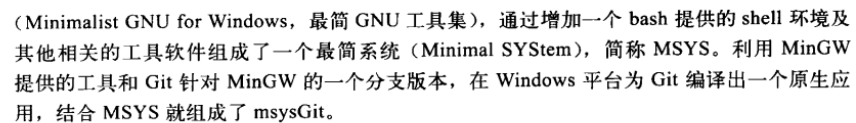 （Minimalist GNU for Windows，最简 GNU 工具集），通过增加一个 bash 提供的 shell 环境及
其他相关的工具软件组成了一个最简系统（Minimal SYStem），简称 MSYS。利用 MinGW
提供的工具和 Git 针对 MinGW 的一个分支版本，在 Windows 平台为 Git 编译出一个原生应
用，结合 MSYS 就组成了 msysGit。